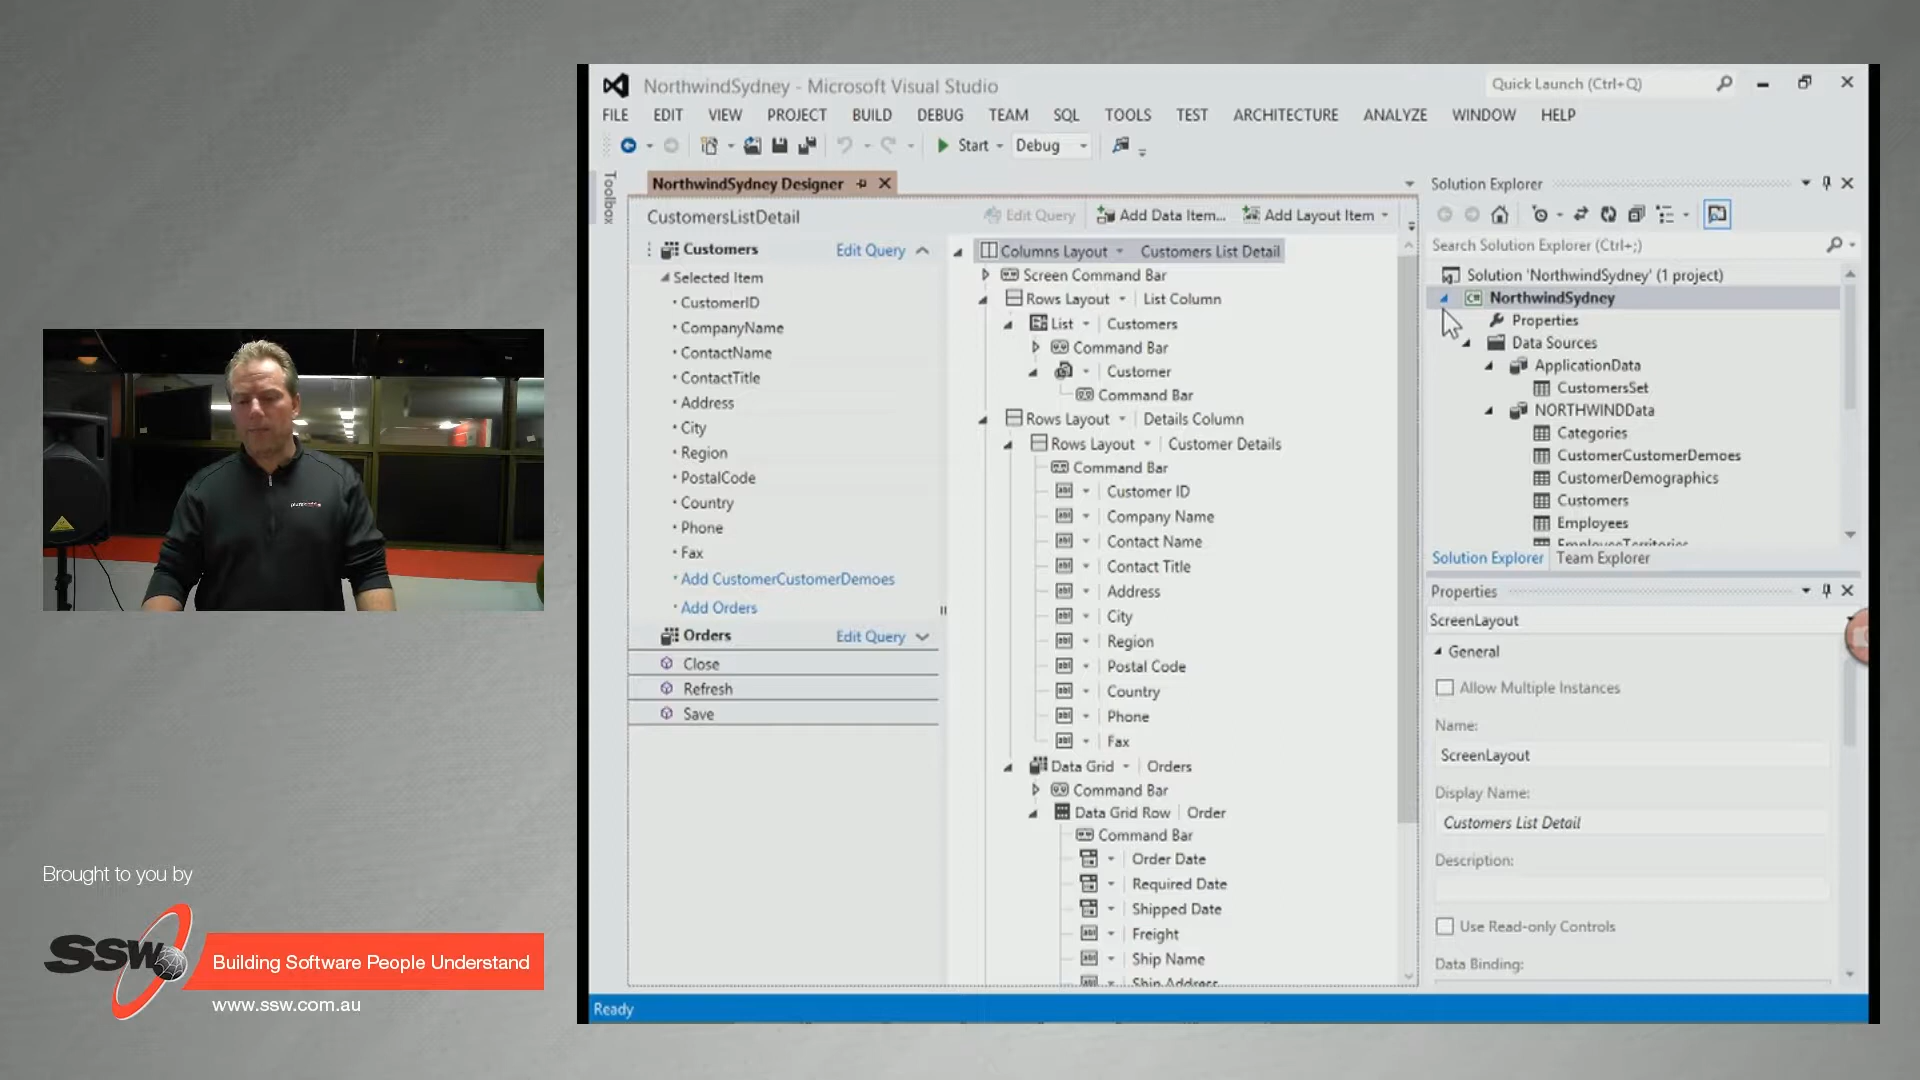 NorthwindSydney - Microsoft Visual Studio
Quick Launch (Ctrl+Q)
FILE EDIT VIEW PROJECT BUILD DEBUG TEAM SQL TOOLS TEST ARCHITECTURE ANALYZE WINDOW HELP
Start Debug
Toolbox
NorthwindSydney Designer
CustomersListDetail
Edit Query Add Data Item... Add Layout Item
Customers Edit Query
Selected Item
CustomerID
CompanyName
ContactName
ContactTitle
Address
City
Region
PostalCode
Country
Phone
Fax
Add CustomerCustomerDemoes
Add Orders
Orders Edit Query
Close
Refresh
Save
Columns Layout Customers List Detail
Screen Command Bar
Rows Layout List Column
List Customers
Command Bar
Customer
Command Bar
Rows Layout Details Column
Rows Layout Customer Details
Command Bar
Customer ID
Company Name
Contact Name
Contact Title
Address
City
Region
Postal Code
Country
Phone
Fax
Data Grid Orders
Command Bar
Data Grid Row Order
Command Bar
Order Date
Required Date
Shipped Date
Freight
Ship Name
Ship Address
Solution Explorer
Search Solution Explorer (Ctrl+;)
Solution 'NorthwindSydney' (1 project)
NorthwindSydney
Properties
Data Sources
ApplicationData
CustomersSet
NORTHWINDData
Categories
CustomerCustomerDemoes
CustomerDemographics
Customers
Employees
EmployeeTerritories
Solution Explorer Team Explorer
Properties
ScreenLayout
General
Allow Multiple Instances
Name:
ScreenLayout
Display Name:
Customers List Detail
Description:
Use Read-only Controls
Data Binding:
Ready
Brought to you by
SSW
Building Software People Understand
www.ssw.com.au